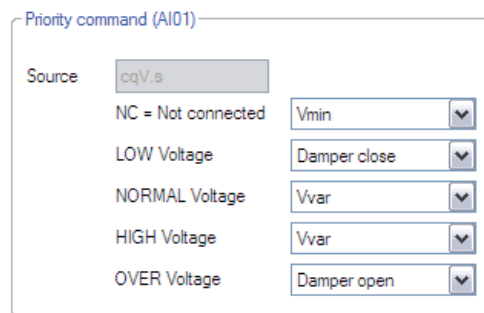 Priority command (AI01)
Source cqV.s
NC = Not connected Vmin
LOW Voltage Damper close
NORMAL Voltage Vvar
HIGH Voltage Vvar
OVER Voltage Damper open